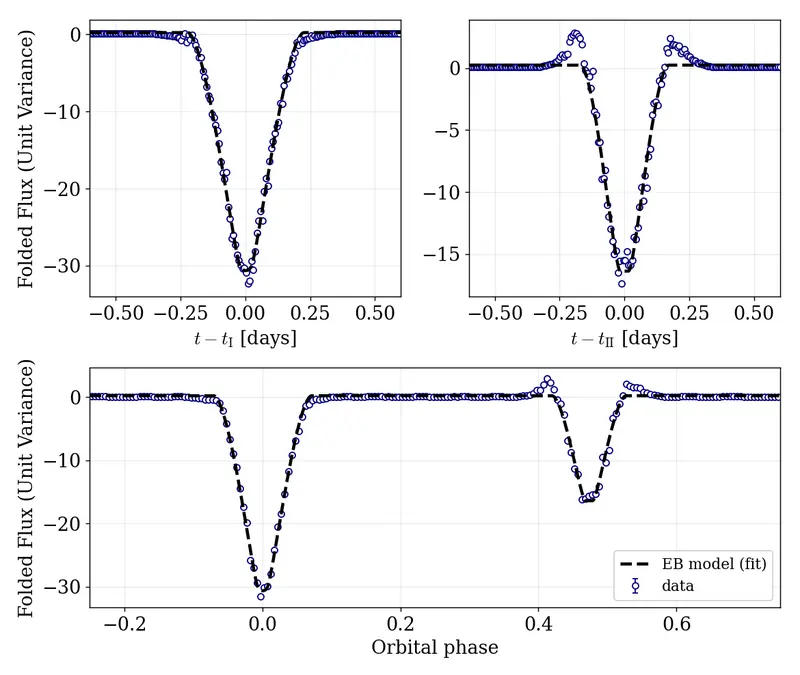 Folded Flux (Unit Variance)
0
−10
−20
−30
−0.50 −0.25 0.00 0.25 0.50
t − tI [days]
0
−5
−10
−15
−0.50 −0.25 0.00 0.25 0.50
t − tII [days]
Folded Flux (Unit Variance)
0
−10
−20
−30
EB model (fit)
data
−0.2 0.0 0.2 0.4 0.6
Orbital phase